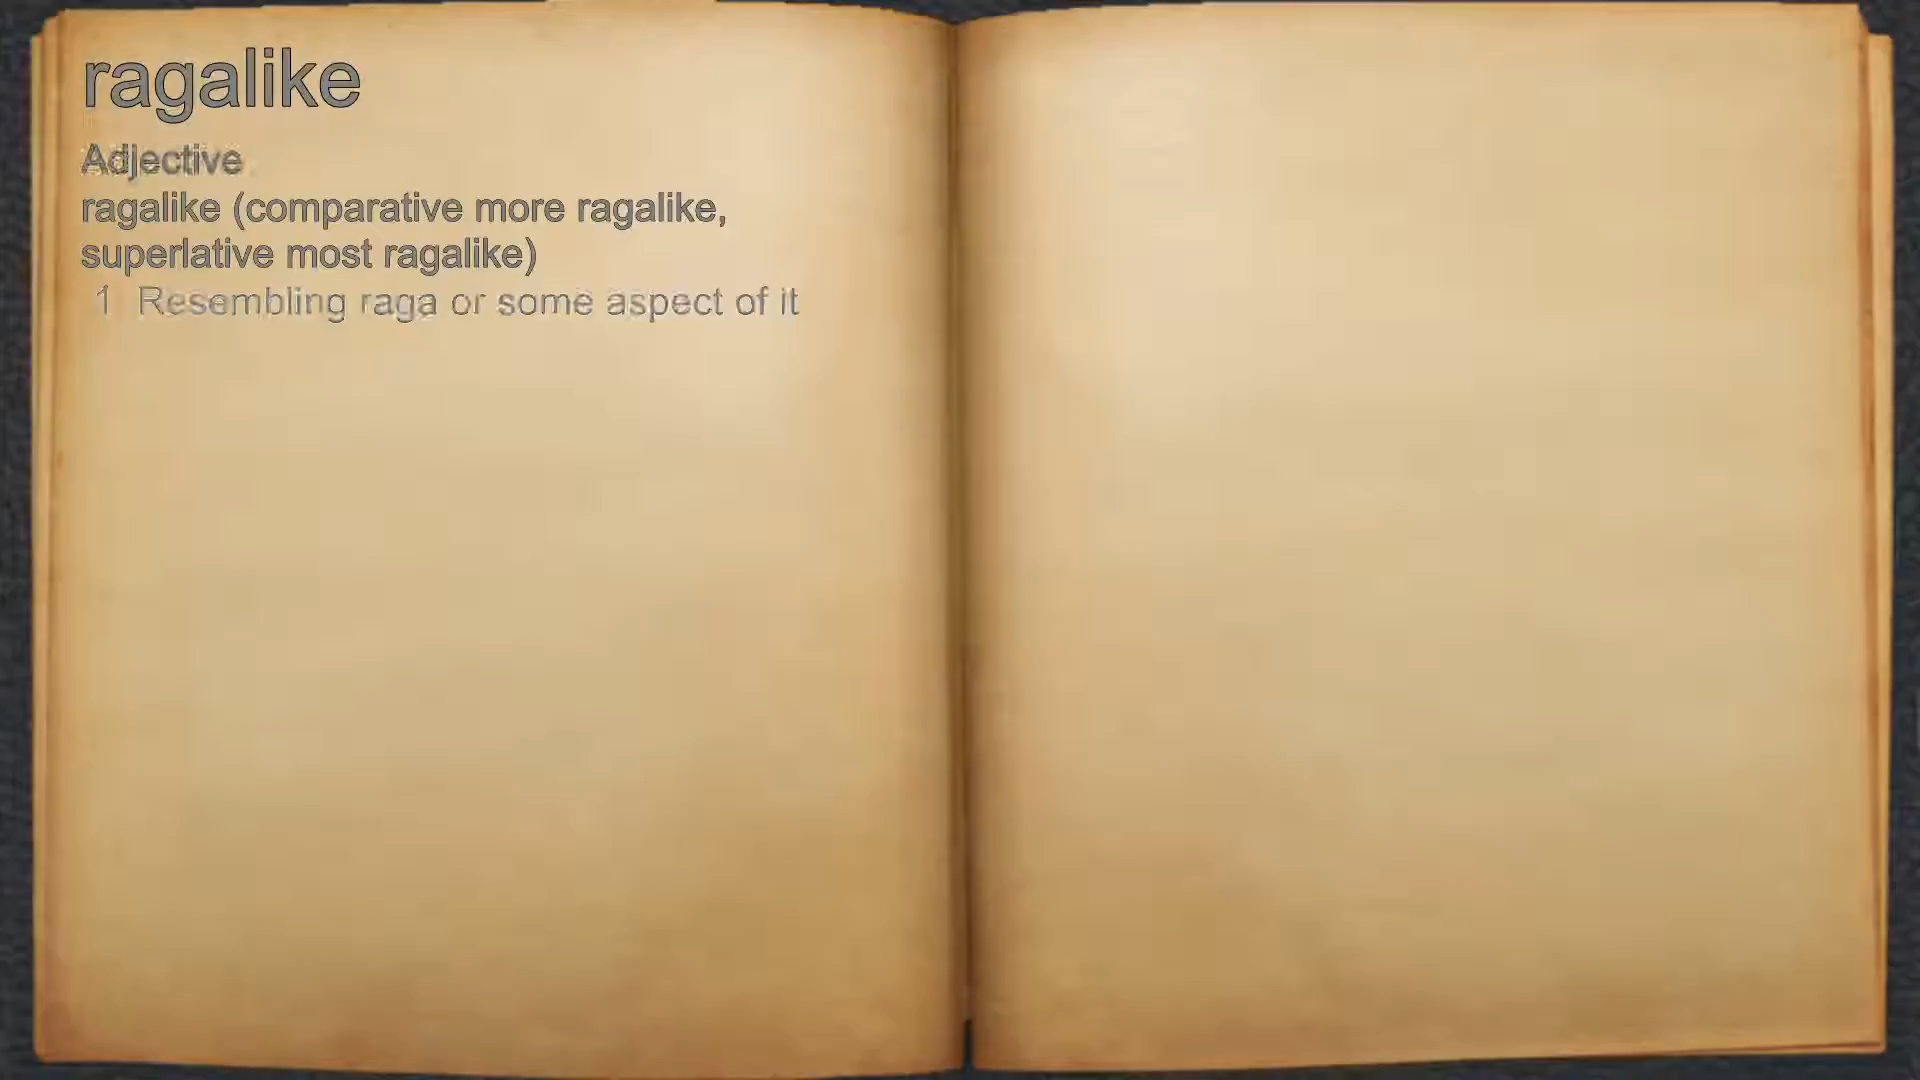 ragalike
Adjective
ragalike (comparative more ragalike,
superlative most ragalike)
1 Resembling raga or some aspect of it